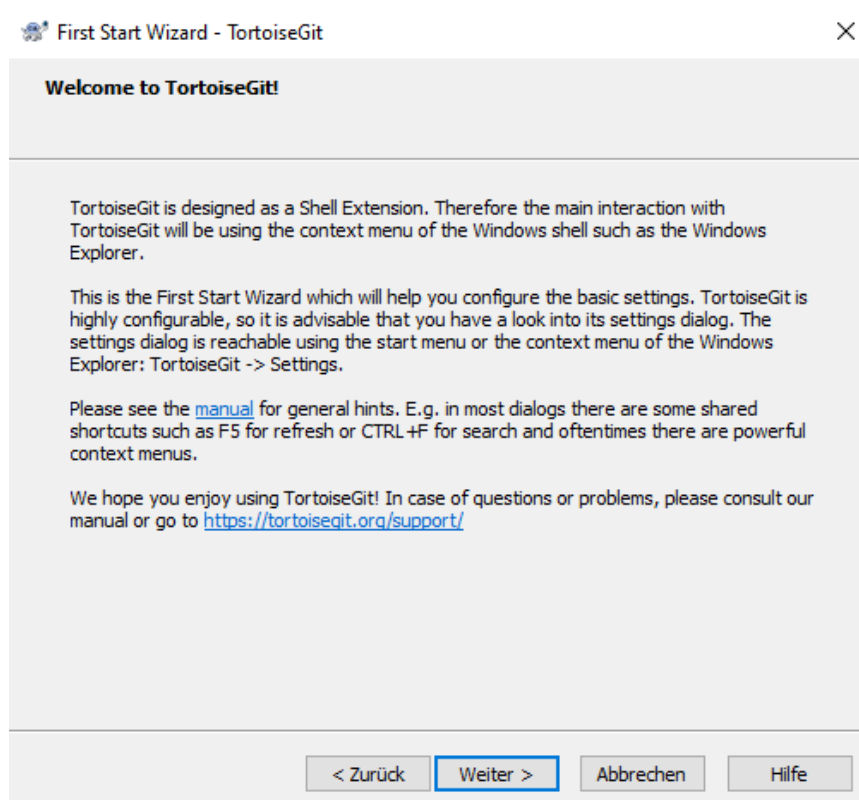 First Start Wizard - TortoiseGit
Welcome to TortoiseGit!
TortoiseGit is designed as a Shell Extension. Therefore the main interaction with
TortoiseGit will be using the context menu of the Windows shell such as the Windows
Explorer.
This is the First Start Wizard which will help you configure the basic settings. TortoiseGit is
highly configurable, so it is advisable that you have a look into its settings dialog. The
settings dialog is reachable using the start menu or the context menu of the Windows
Explorer: TortoiseGit -> Settings.
Please see the manual for general hints. E.g. in most dialogs there are some shared
shortcuts such as F5 for refresh or CTRL+F for search and oftentimes there are powerful
context menus.
We hope you enjoy using TortoiseGit! In case of questions or problems, please consult our
manual or go to https://tortoisegit.org/support/
< Zurück Weiter > Abbrechen Hilfe